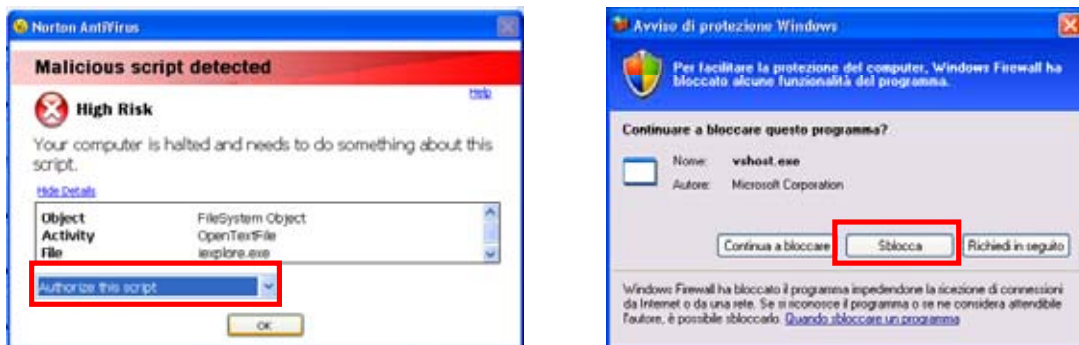 Norton AntiVirus
Malicious script detected
Help
High Risk
Your computer is halted and needs to do something about this
script.
Hide Details
Object FileSystem Object
Activity OpenTextFile
File iexplore.exe
Authorize this script
OK
Avviso di protezione Windows
Per facilitare la protezione del computer, Windows Firewall ha
bloccato alcune funzionalità del programma.
Continuare a bloccare questo programma?
Nome: vshost.exe
Autore: Microsoft Corporation
Continua a bloccare Sblocca Richiedi in seguito
Windows Firewall ha bloccato il programma impedendone la ricezione di connessioni
da Internet o da una rete. Se si riconosce il programma o se ne considera attendibile
l'autore, è possibile sbloccarlo. Quando sbloccare un programma